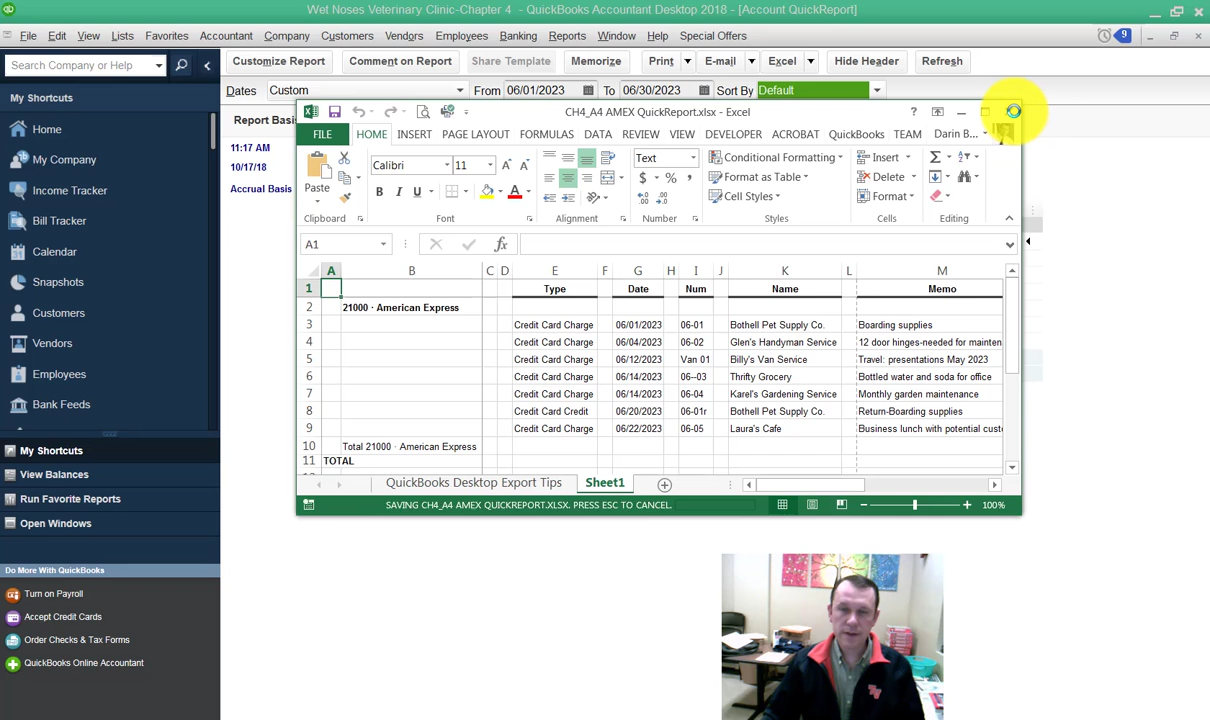 Wet Noses Veterinary Clinic-Chapter 4 - QuickBooks Accountant Desktop 2018 - [Account QuickReport]
File Edit View Lists Favorites Accountant Company Customers Vendors Employees Banking Reports Window Help Special Offers 9
Search Company or Help
Customize Report Comment on Report Share Template Memorize Print E-mail Excel Hide Header Refresh
Dates Custom From 06/01/2023 To 06/30/2023 Sort By Default
My Shortcuts
Home
My Company
Income Tracker
Bill Tracker
Calendar
Snapshots
Customers
Vendors
Employees
Bank Feeds
My Shortcuts
View Balances
Run Favorite Reports
Open Windows
Do More With QuickBooks
Turn on Payroll
Accept Credit Cards
Order Checks & Tax Forms
QuickBooks Online Accountant
Report Basis
11:17 AM
10/17/18
Accrual Basis
CH4_A4 AMEX QuickReport.xlsx - Excel
FILE HOME INSERT PAGE LAYOUT FORMULAS DATA REVIEW VIEW DEVELOPER ACROBAT QuickBooks TEAM Darin B...
Paste Calibri 11 Text Conditional Formatting Insert
B I U A $ % , Format as Table Delete
Cell Styles Format
Clipboard Font Alignment Number Styles Cells Editing
A1 fx
A B C D E F G H I J K L M
1 Type Date Num Name Memo
2 21000 · American Express
3 Credit Card Charge 06/01/2023 06-01 Bothell Pet Supply Co. Boarding supplies
4 Credit Card Charge 06/04/2023 06-02 Glen's Handyman Service 12 door hinges-needed for mainten
5 Credit Card Charge 06/12/2023 Van 01 Billy's Van Service Travel: presentations May 2023
6 Credit Card Charge 06/14/2023 06--03 Thrifty Grocery Bottled water and soda for office
7 Credit Card Charge 06/14/2023 06-04 Karel's Gardening Service Monthly garden maintenance
8 Credit Card Credit 06/20/2023 06-01r Bothell Pet Supply Co. Return-Boarding supplies
9 Credit Card Charge 06/22/2023 06-05 Laura's Cafe Business lunch with potential custo
10 Total 21000 · American Express
11 TOTAL
QuickBooks Desktop Export Tips Sheet1
SAVING CH4_A4 AMEX QUICKREPORT.XLSX. PRESS ESC TO CANCEL. 100%